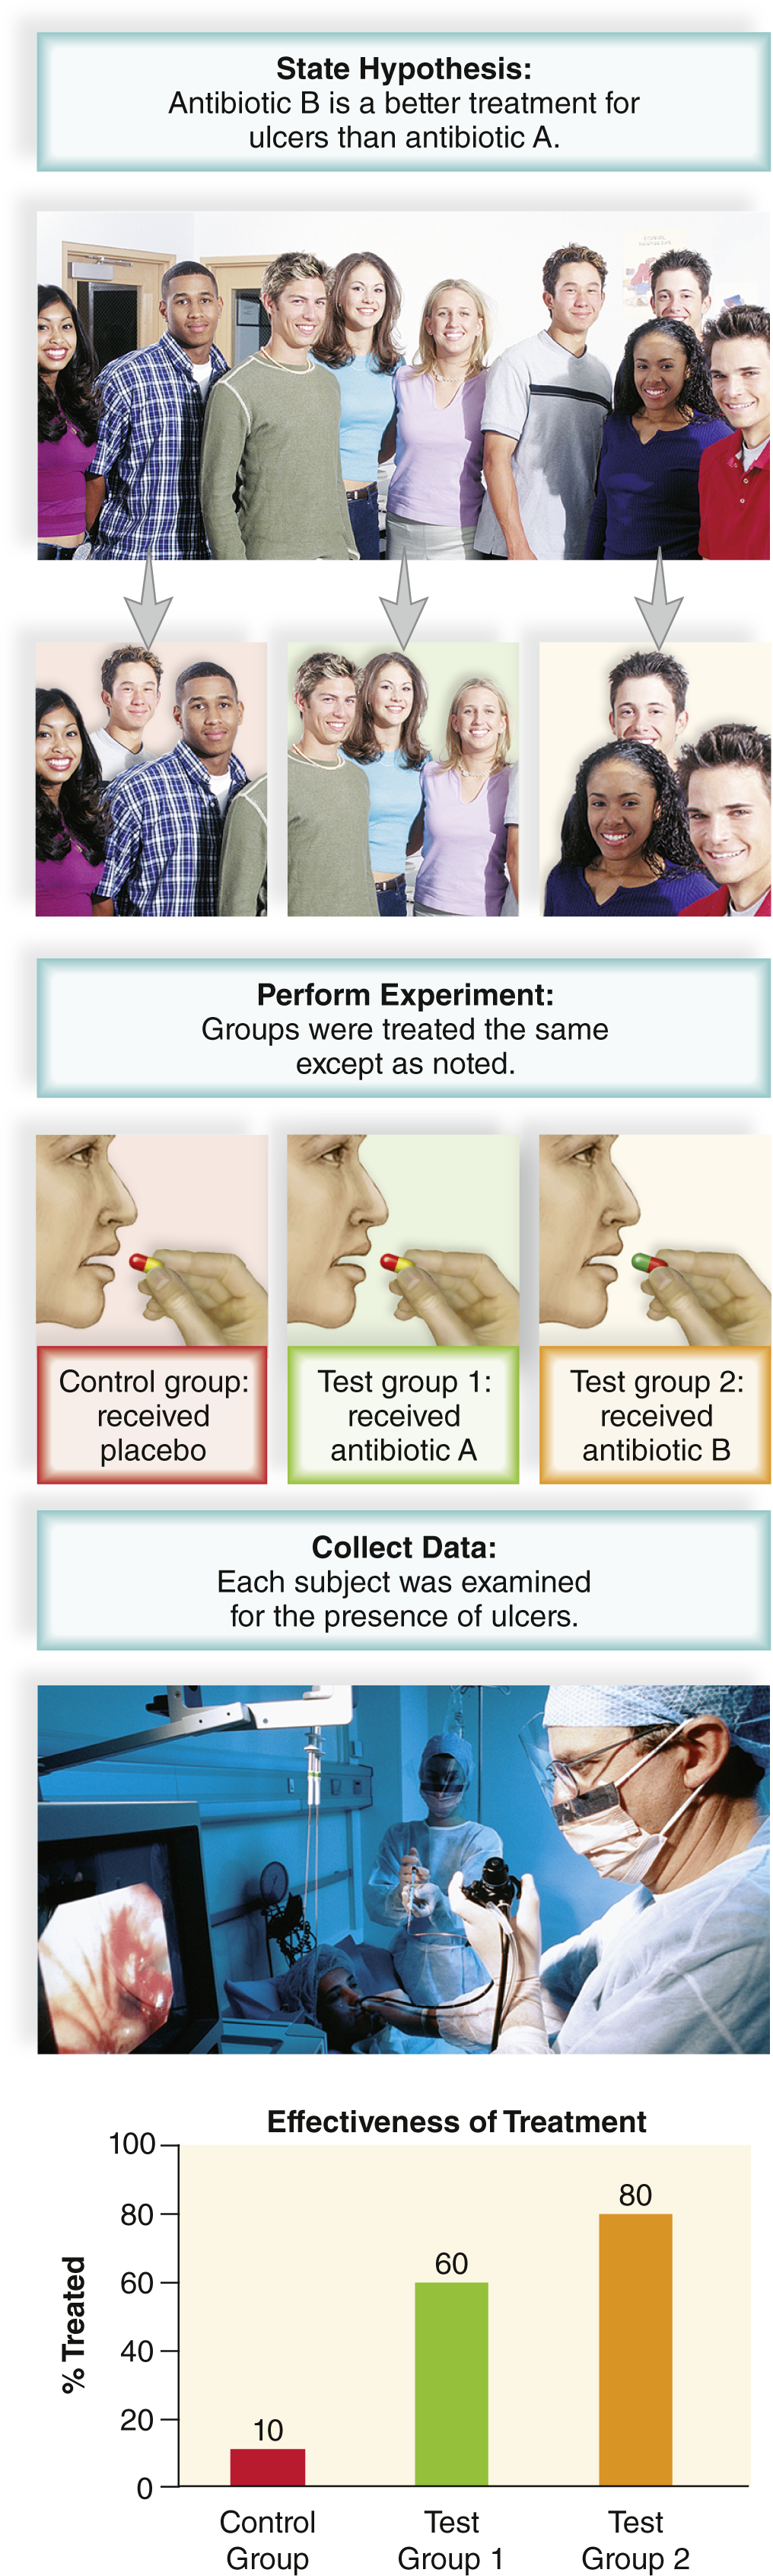 State Hypothesis:
Antibiotic B is a better treatment for
ulcers than antibiotic A.
Perform Experiment:
Groups were treated the same
except as noted.
Control group:
received
placebo
Test group 1:
received
antibiotic A
Test group 2:
received
antibiotic B
Collect Data:
Each subject was examined
for the presence of ulcers.
Effectiveness of Treatment
% Treated
100
80
60
40
20
0
10
60
80
Control
Group
Test
Group 1
Test
Group 2